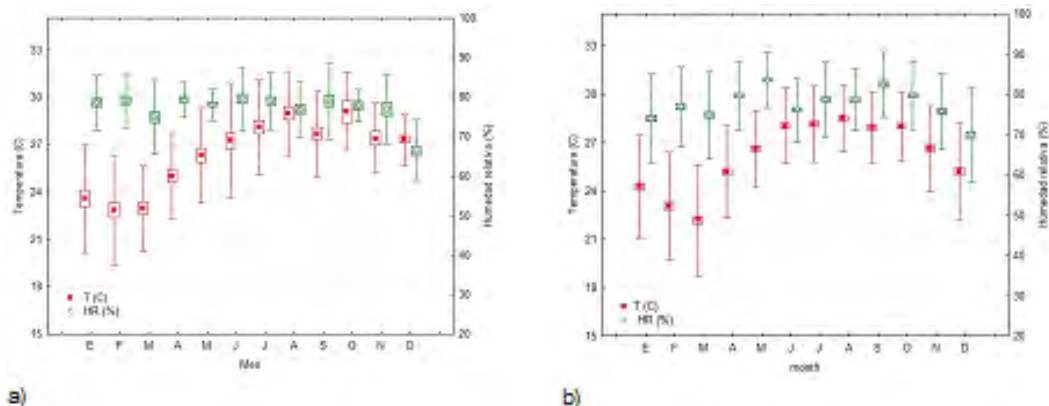 33
30
27
24
21
18
15
Temperatura (C)
100
90
80
70
60
50
40
30
20
Humedad relativa (%)
T (C)
HR (%)
E F M A M J J A S O N D
Mes
a)
33
30
27
24
21
18
15
Temperatura (C)
100
90
80
70
60
50
40
30
20
Humedad relativa (%)
T (C)
HR (%)
E F M A M J J A S O N D
month
b)